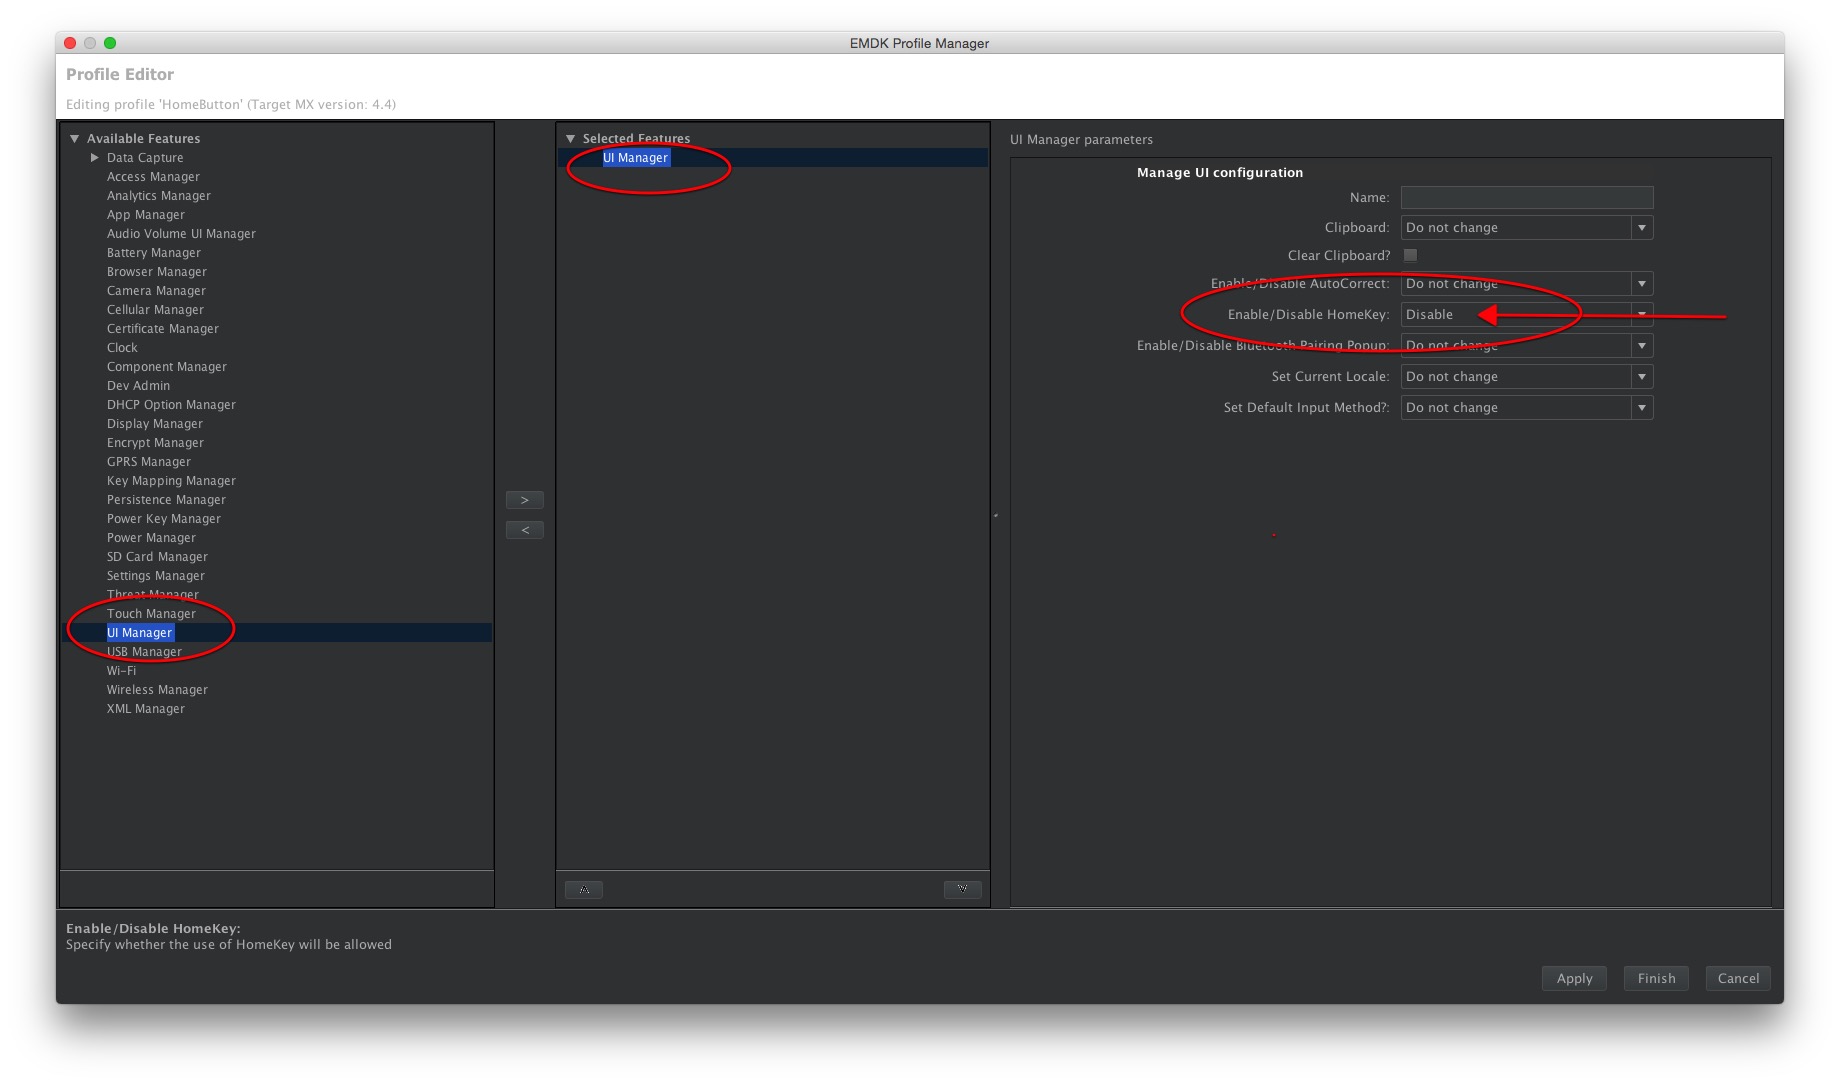 EMDK Profile Manager
Profile Editor
Editing profile 'HomeButton' (Target MX version: 4.4)
Available Features
Data Capture
Access Manager
Analytics Manager
App Manager
Audio Volume UI Manager
Battery Manager
Browser Manager
Camera Manager
Cellular Manager
Certificate Manager
Clock
Component Manager
Dev Admin
DHCP Option Manager
Display Manager
Encrypt Manager
GPRS Manager
Key Mapping Manager
Persistence Manager
Power Key Manager
Power Manager
SD Card Manager
Settings Manager
Threat Manager
Touch Manager
UI Manager
USB Manager
Wi-Fi
Wireless Manager
XML Manager
>
<
Selected Features
UI Manager
UI Manager parameters
Manage UI configuration
Name:
Clipboard: Do not change
Clear Clipboard?
Enable/Disable AutoCorrect: Do not change
Enable/Disable HomeKey: Disable
Enable/Disable Bluetooth Pairing Popup: Do not change
Set Current Locale: Do not change
Set Default Input Method?: Do not change
Enable/Disable HomeKey:
Specify whether the use of HomeKey will be allowed
Apply Finish Cancel